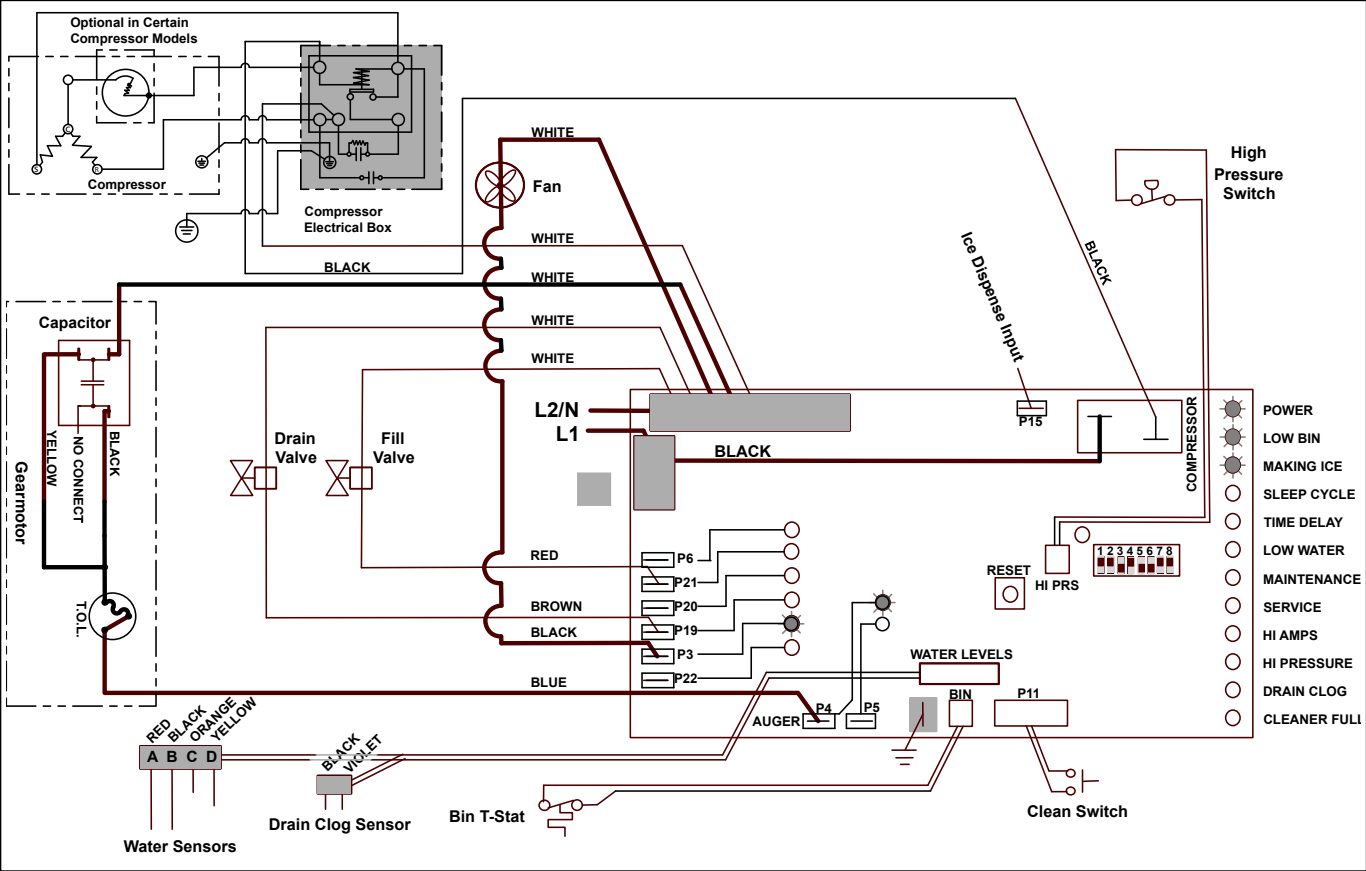 Optional in Certain
Compressor Models
C
S
R
Compressor
Compressor
Electrical Box
WHITE
Fan
WHITE
BLACK
WHITE
WHITE
WHITE
High
Pressure
Switch
BLACK
Ice Dispense Input
Capacitor
YELLOW
NO CONNECT
BLACK
Gearmotor
T.O.L.
L2/N
L1
BLACK
Drain
Valve
Fill
Valve
P15
COMPRESSOR
POWER
LOW BIN
MAKING ICE
SLEEP CYCLE
TIME DELAY
LOW WATER
MAINTENANCE
SERVICE
HI AMPS
HI PRESSURE
DRAIN CLOG
CLEANER FULL
RED
BROWN
BLACK
BLUE
P6
P21
P20
P19
P3
P22
RESET
HI PRS
1 2 3 4 5 6 7 8
WATER LEVELS
AUGER
P4
P5
BIN
P11
RED
BLACK
ORANGE
YELLOW
A B C D
Water Sensors
BLACK
VIOLET
Drain Clog Sensor
Bin T-Stat
Clean Switch